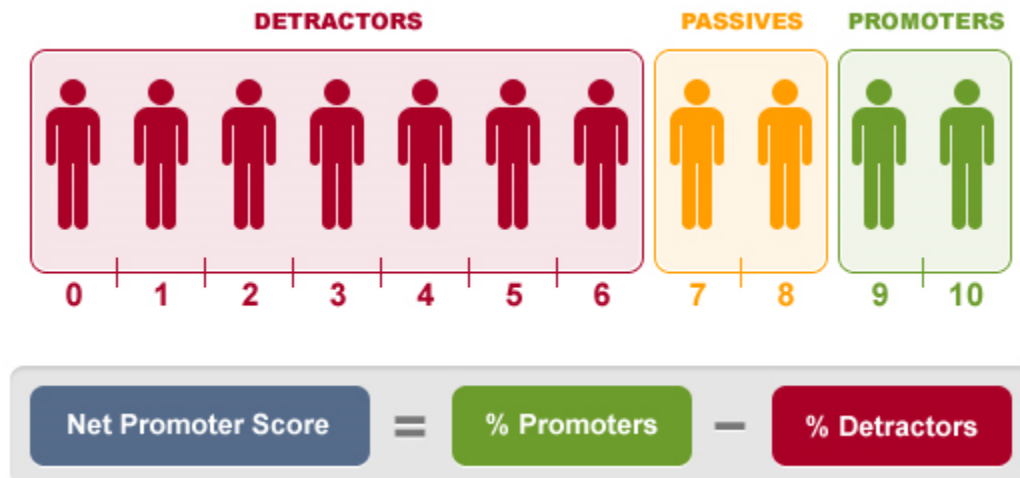 DETRACTORS PASSIVES PROMOTERS
0 1 2 3 4 5 6 7 8 9 10
Net Promoter Score = % Promoters − % Detractors